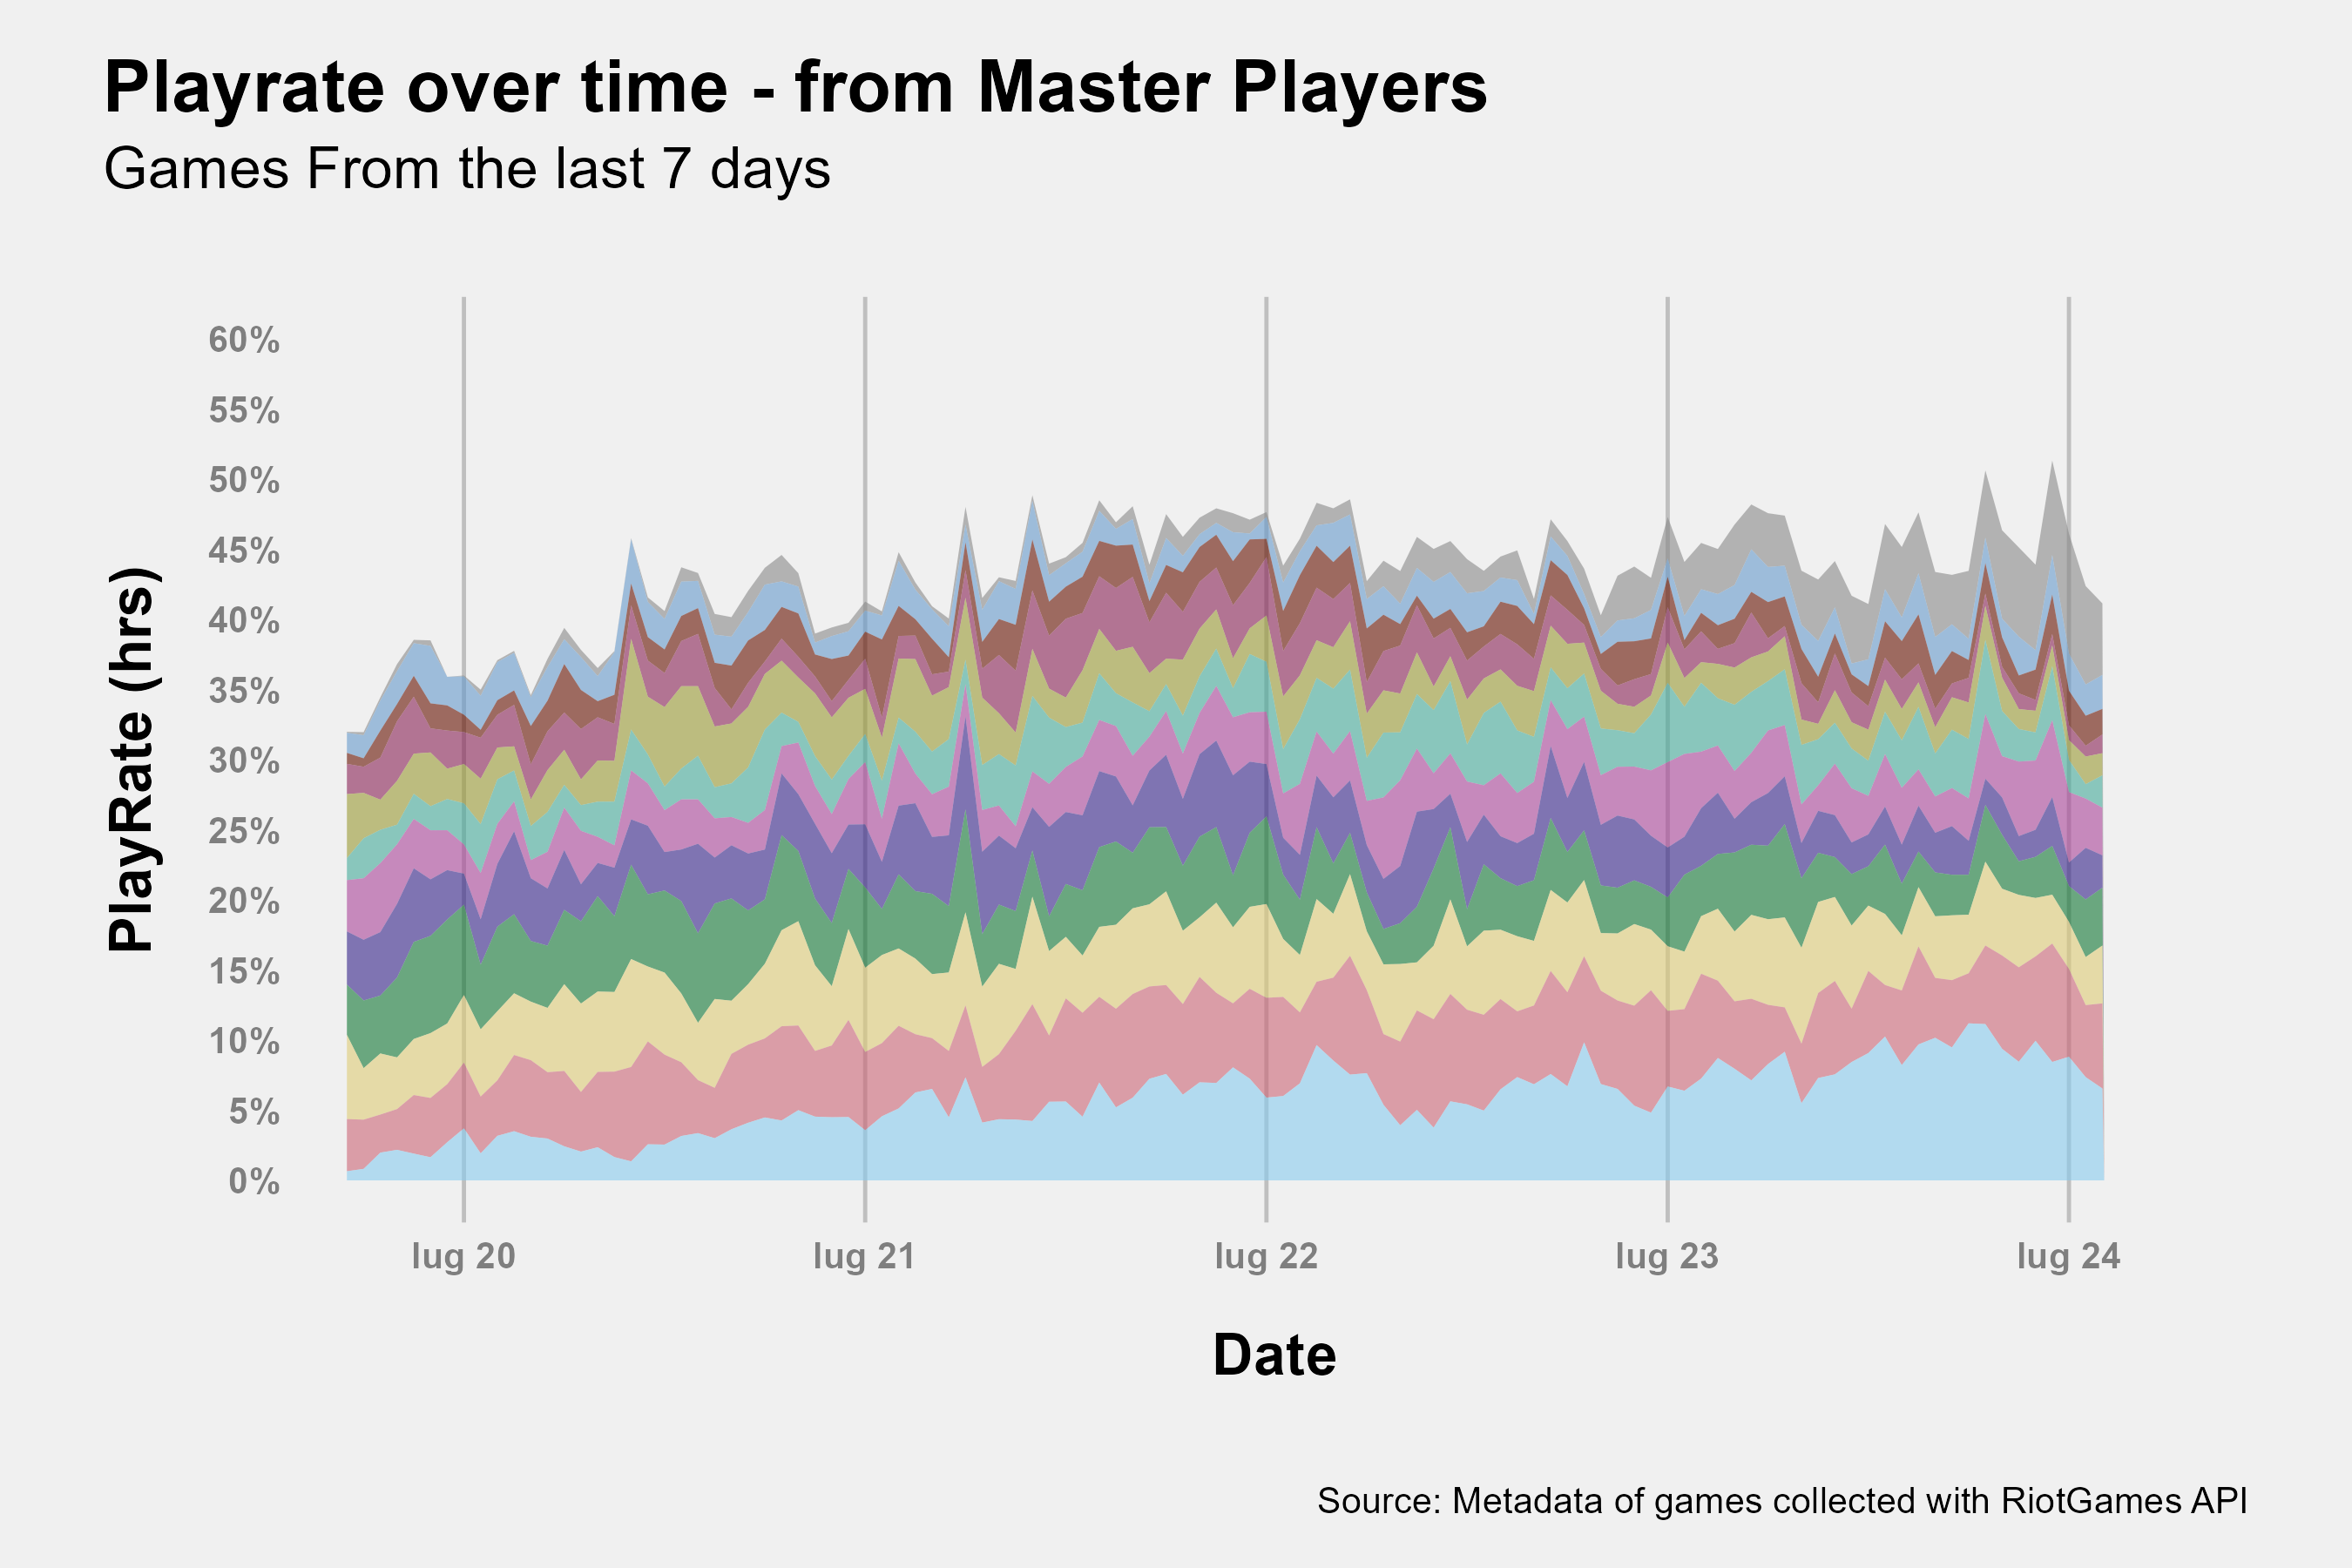 Playrate over time - from Master Players
Games From the last 7 days
PlayRate (hrs)
60%
55%
50%
45%
40%
35%
30%
25%
20%
15%
10%
5%
0%
lug 20
lug 21
lug 22
lug 23
lug 24
Date
Source: Metadata of games collected with RiotGames API